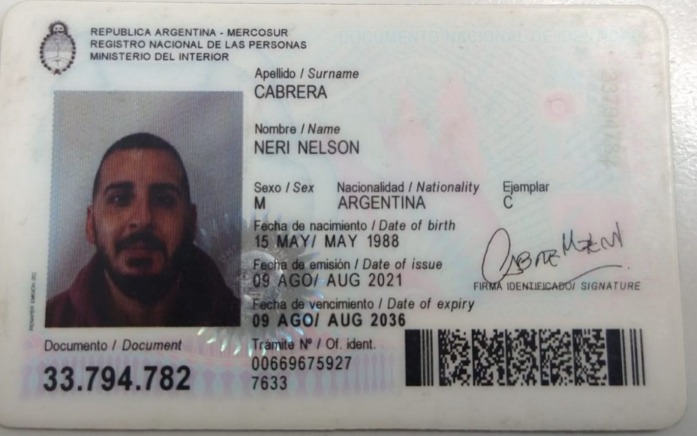 REPUBLICA ARGENTINA - MERCOSUR
REGISTRO NACIONAL DE LAS PERSONAS
MINISTERIO DEL INTERIOR
Apellido / Surname
CABRERA
Nombre / Name
NERI NELSON
Sexo / Sex Nacionalidad / Nationality Ejemplar
M ARGENTINA C
Fecha de nacimiento / Date of birth
15 MAY/ MAY 1988
Fecha de emisión / Date of issue
09 AGO/ AUG 2021
FIRMA IDENTIFICADO/ SIGNATURE
Fecha de vencimiento / Date of expiry
09 AGO/ AUG 2036
Documento / Document
33.794.782
Trámite Nº / Of. ident.
00669675927
7633